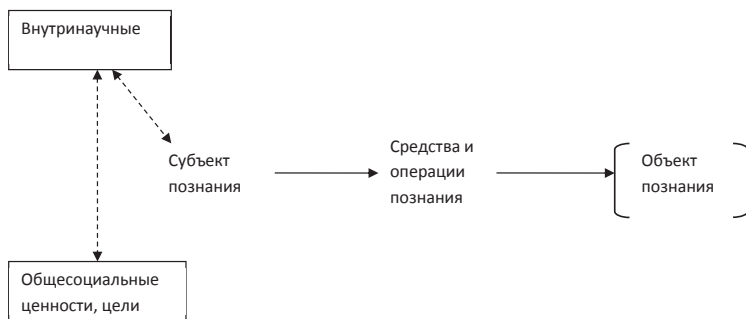 Внутринаучные
Субъект
познания
Средства и
операции
познания
Объект
познания
Общесоциальные
ценности, цели